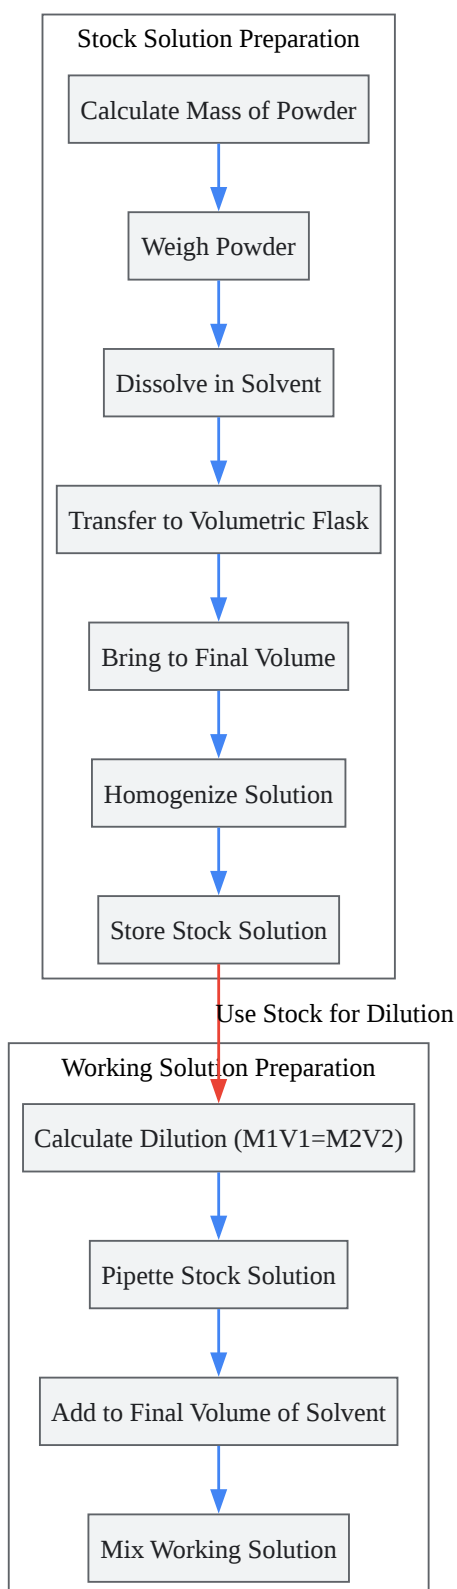 Stock Solution Preparation
Calculate Mass of Powder
Weigh Powder
Dissolve in Solvent
Transfer to Volumetric Flask
Bring to Final Volume
Homogenize Solution
Store Stock Solution
Use Stock for Dilution
Working Solution Preparation
Calculate Dilution (M1V1=M2V2)
Pipette Stock Solution
Add to Final Volume of Solvent
Mix Working Solution